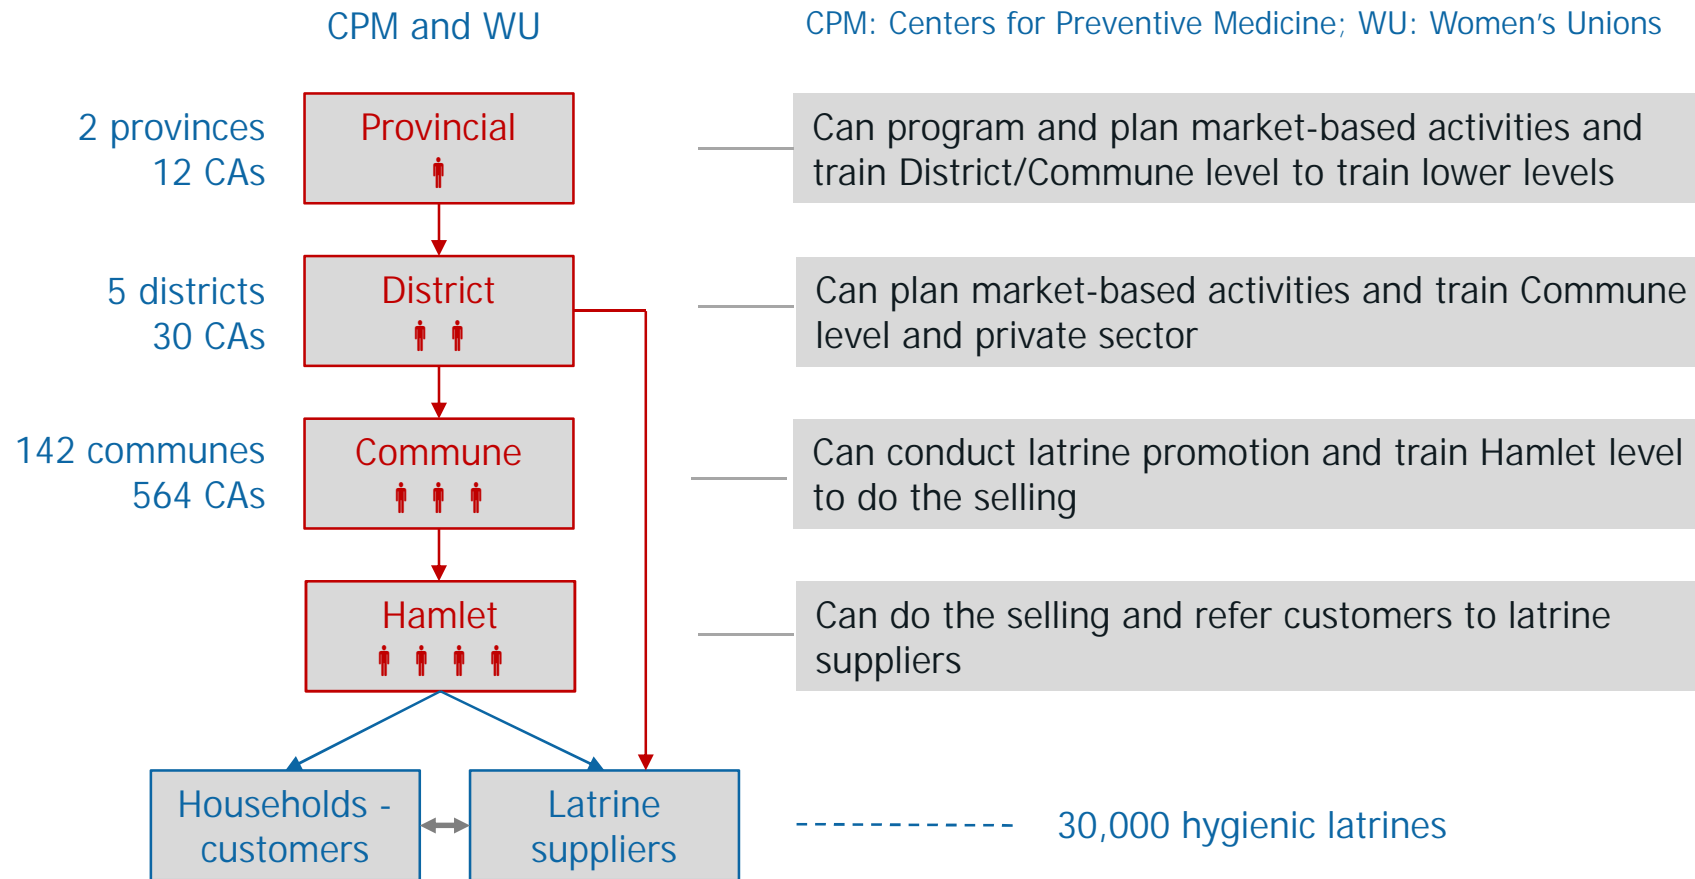 CPM and WU
CPM: Centers for Preventive Medicine; WU: Women's Unions
2 provinces
12 CAs
Provincial
Can program and plan market-based activities and
train District/Commune level to train lower levels
5 districts
30 CAs
District
Can plan market-based activities and train Commune
level and private sector
142 communes
564 CAs
Commune
Can conduct latrine promotion and train Hamlet level
to do the selling
Hamlet
Can do the selling and refer customers to latrine
suppliers
Households -
customers
Latrine
suppliers
30,000 hygienic latrines